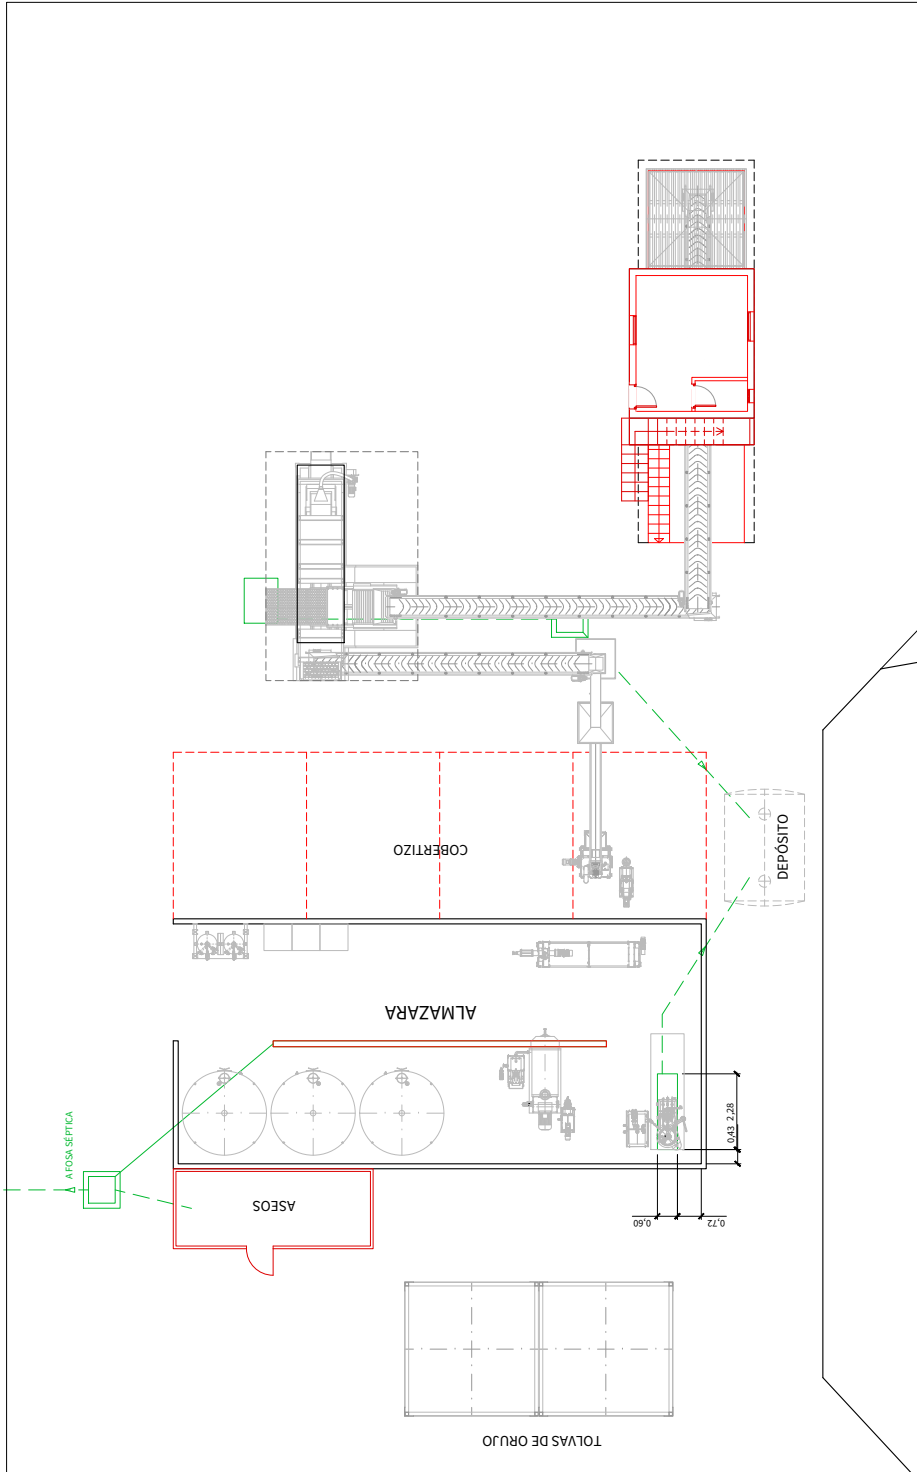 COBERTIZO
DEPÓSITO
ALMAZARA
A FOSA SÉPTICA
0,43
2,28
ASEOS
0,60
0,72
TOLVAS DE ORUJO